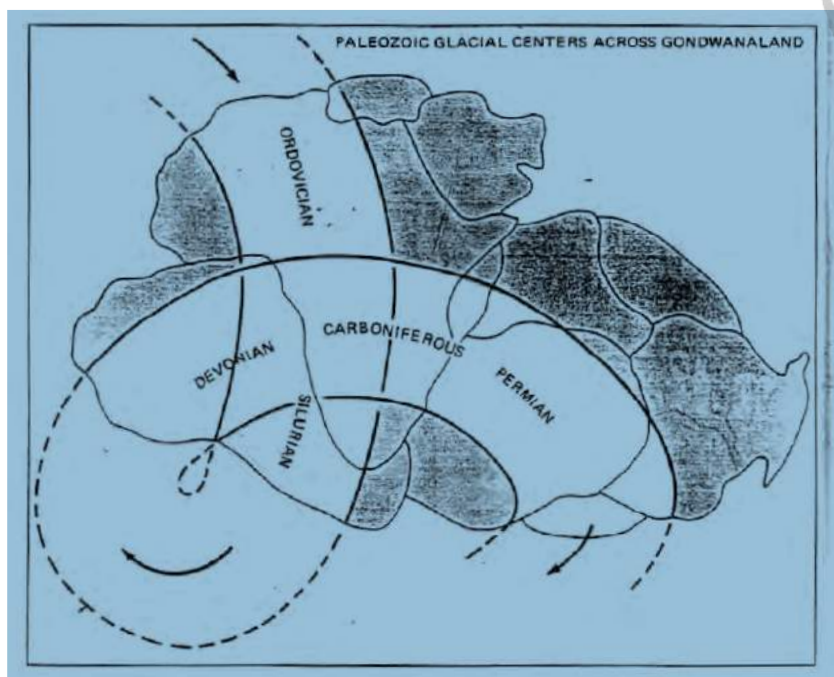 PALEOZOIC GLACIAL CENTERS ACROSS GONDWANALAND
ORDOVICIAN
CARBONIFEROUS
DEVONIAN
PERMIAN
SILURIAN